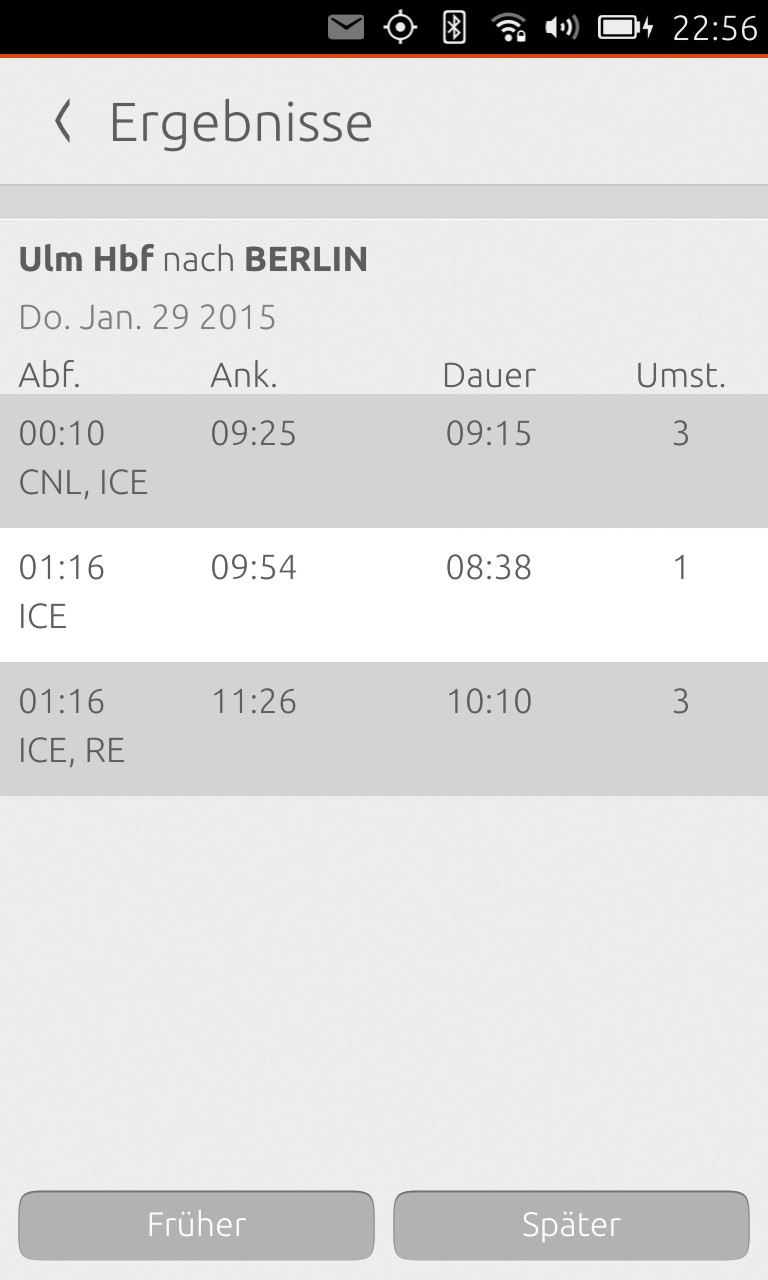 22:56
Ergebnisse
Ulm Hbf nach BERLIN
Do. Jan. 29 2015
Abf. Ank. Dauer Umst.
00:10 09:25 09:15 3
CNL, ICE
01:16 09:54 08:38 1
ICE
01:16 11:26 10:10 3
ICE, RE
Früher Später